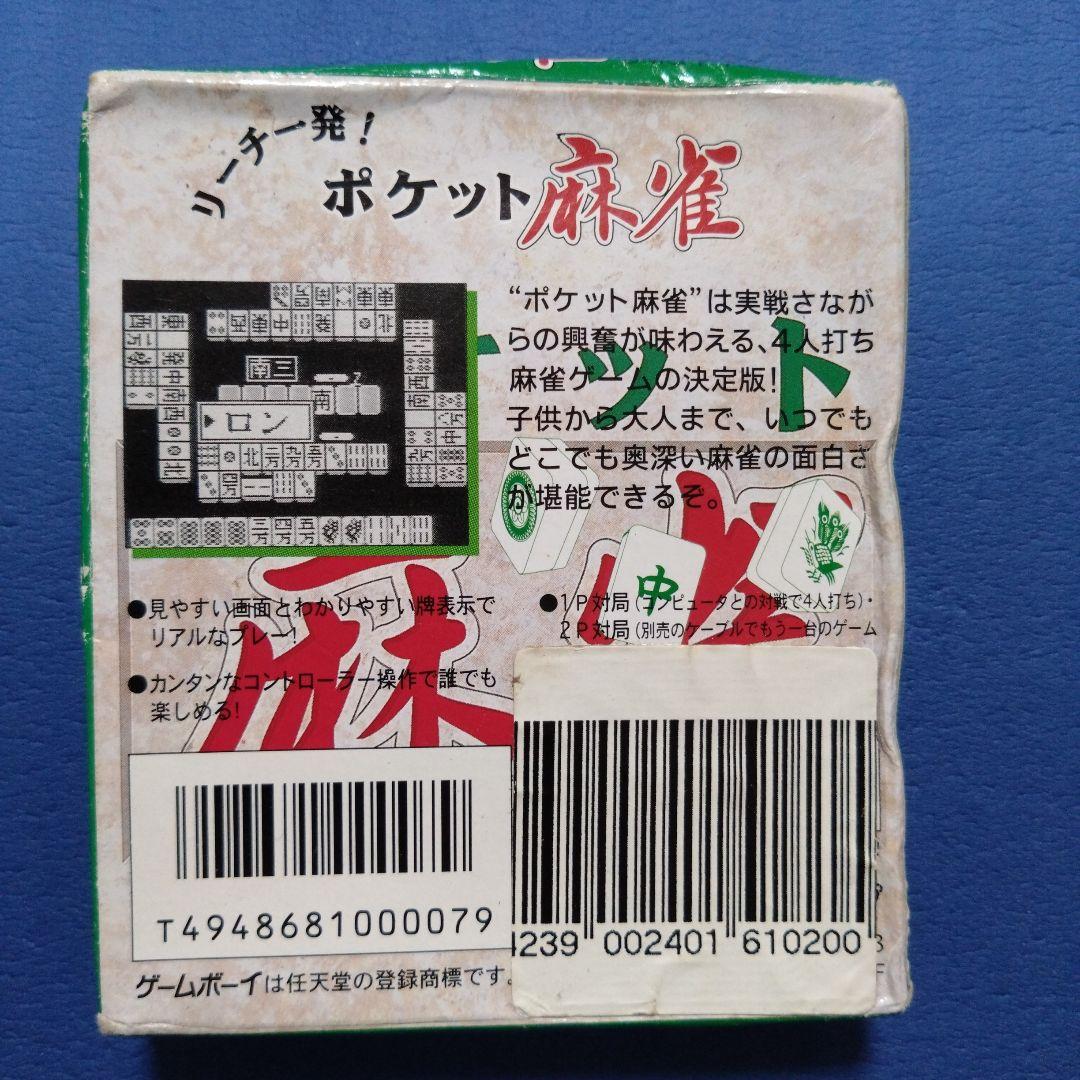 リーチ一発!
ポケット麻雀
“ポケット麻雀”は実戦さなが
らの興奮が味わえる、4人打ち
麻雀ゲームの決定版!
子供から大人まで、いつでも
どこでも奥深い麻雀の面白さ
が堪能できるぞ。
ット
南三
ロン
中
●見やすい画面とわかりやすい牌表示で
リアルなプレー!
●カンタンなコントローラー操作で誰でも
楽しめる!
●1P対局(コンピュータとの対戦で4人打ち)・
2P対局(別売のケーブルでもう一台のゲーム
T4948681000079
4239 002401 610200
ゲームボーイは任天堂の登録商標です。